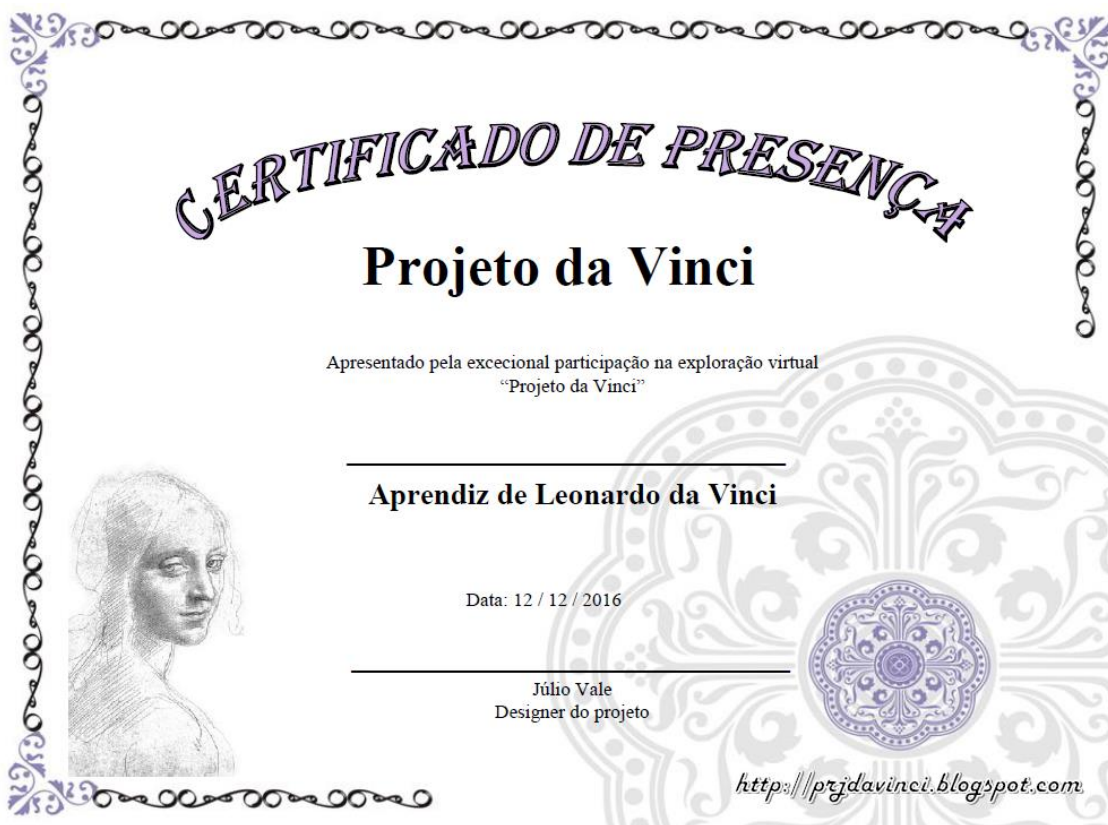 CERTIFICADO DE PRESENÇA
Projeto da Vinci
Apresentado pela excecional participação na exploração virtual
“Projeto da Vinci”
Aprendiz de Leonardo da Vinci
Data: 12 / 12 / 2016
Júlio Vale
Designer do projeto
http://prjdavinci.blogspot.com